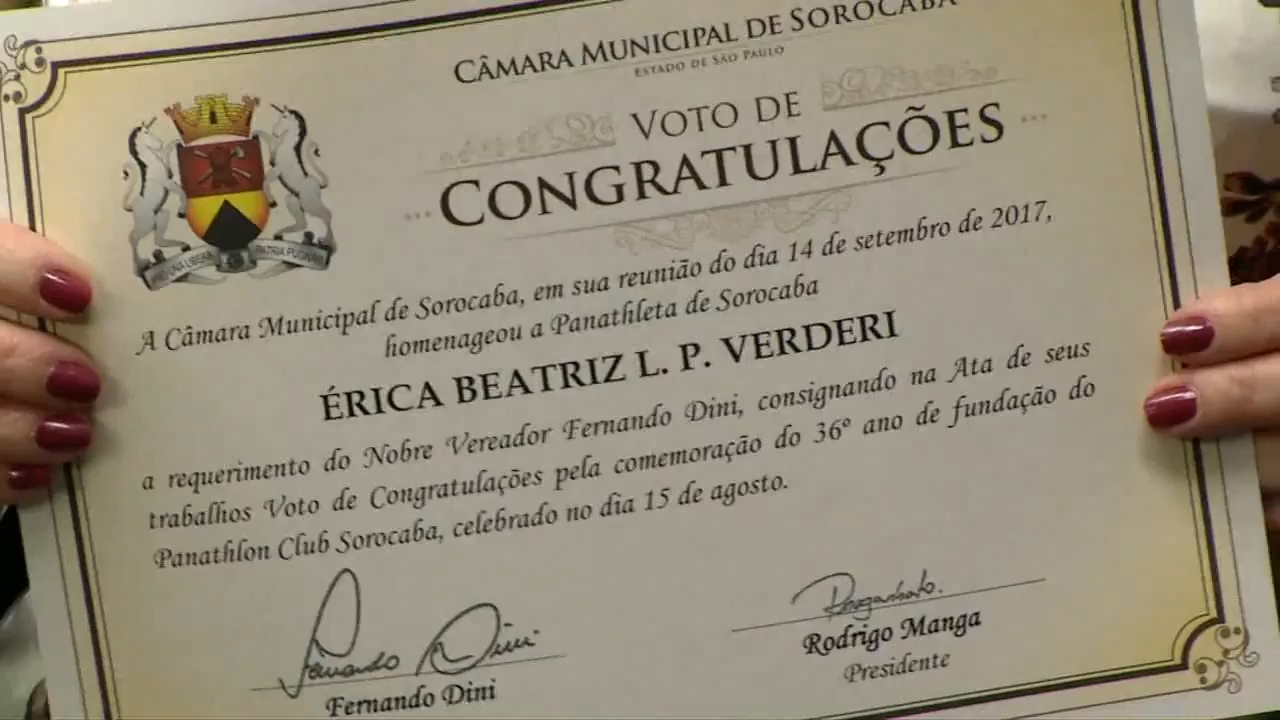 CÂMARA MUNICIPAL DE SOROCABA
ESTADO DE SÃO PAULO
VOTO DE
...CONGRATULAÇÕES...
A Câmara Municipal de Sorocaba, em sua reunião do dia 14 de setembro de 2017,
homenageou a Panathleta de Sorocaba
ÉRICA BEATRIZ L. P. VERDERI
a requerimento do Nobre Vereador Fernando Dini, consignando na Ata de seus
trabalhos Voto de Congratulações pela comemoração do 36º ano de fundação do
Panathlon Club Sorocaba, celebrado no dia 15 de agosto.
Fernando Dini
Fernando Dini
Rodrigo Manga
Presidente